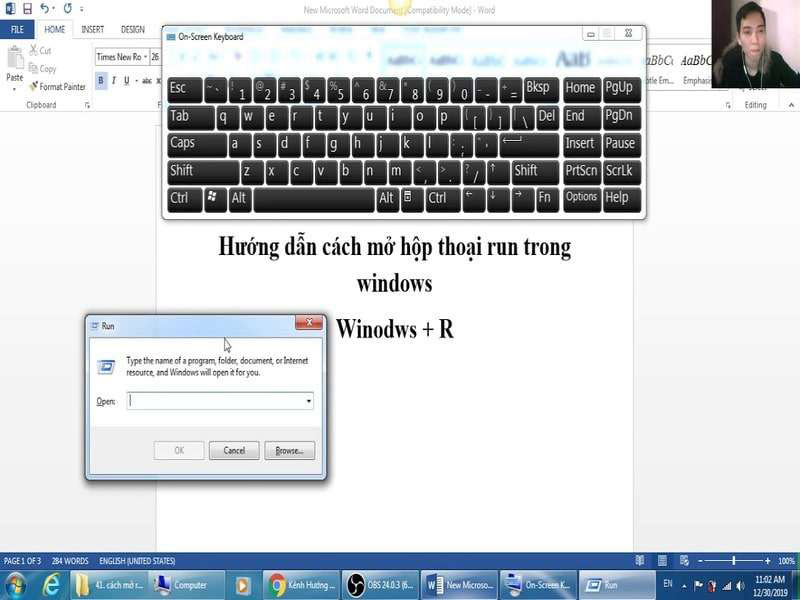 New Microsoft Word Document [Compatibility Mode] - Word
FILE HOME INSERT DESIGN
Cut
Copy
Paste Format Painter
Clipboard
Times New Ro 26
B I U abc
Emphasis
Editing
On-Screen Keyboard
Esc ~ ` ! 1 @ 2 # 3 $ 4 % 5 ^ 6 & 7 * 8 ( 9 ) 0 _ - + = Bksp Home PgUp
Tab q w e r t y u i o p { [ } ] | \ Del End PgDn
Caps a s d f g h j k l : ; " ' Insert Pause
Shift z x c v b n m < , > . ? / ↑ Shift PrtScn ScrLk
Ctrl Alt Alt Ctrl ← ↓ → Fn Options Help
Hướng dẫn cách mở hộp thoại run trong
windows
Winodws + R
Run
Type the name of a program, folder, document, or Internet
resource, and Windows will open it for you.
Open:
OK Cancel Browse...
PAGE 1 OF 3 284 WORDS ENGLISH (UNITED STATES) 100%
41. cách mở r... Computer Kênh Hướng ... OBS 24.0.3 (6... New Microso... On-Screen K... Run EN 11:02 AM
12/30/2019